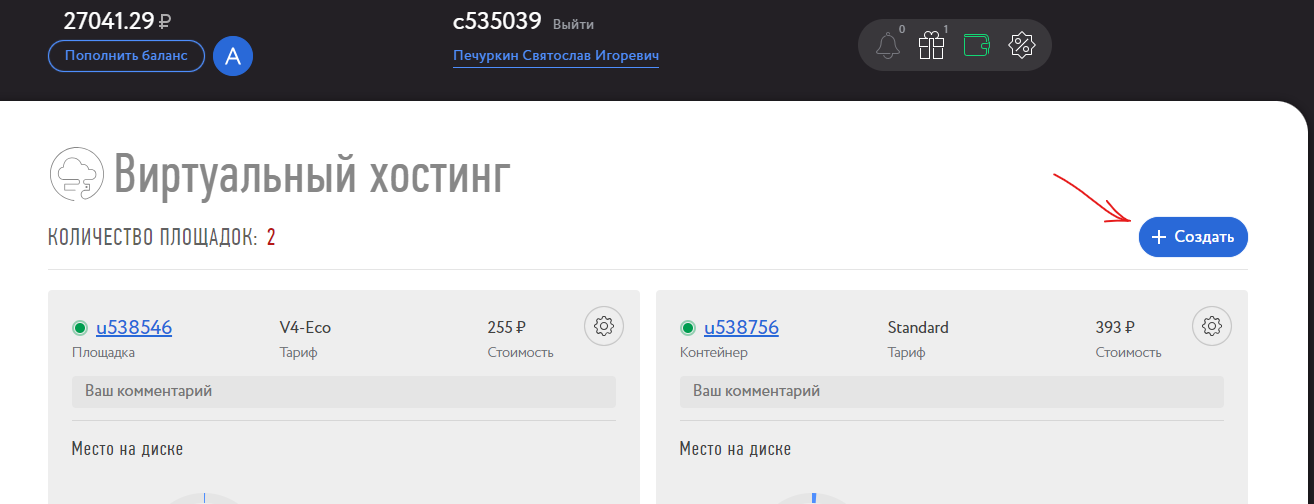 27041.29 ₽
с535039 Выйти
0
1
Пополнить баланс
А
Печуркин Святослав Игоревич
Виртуальный хостинг
КОЛИЧЕСТВО ПЛОЩАДОК: 2
+ Создать
u538546 V4-Eco 255 ₽
Площадка Тариф Стоимость
Ваш комментарий
Место на диске
u538756 Standard 393 ₽
Контейнер Тариф Стоимость
Ваш комментарий
Место на диске